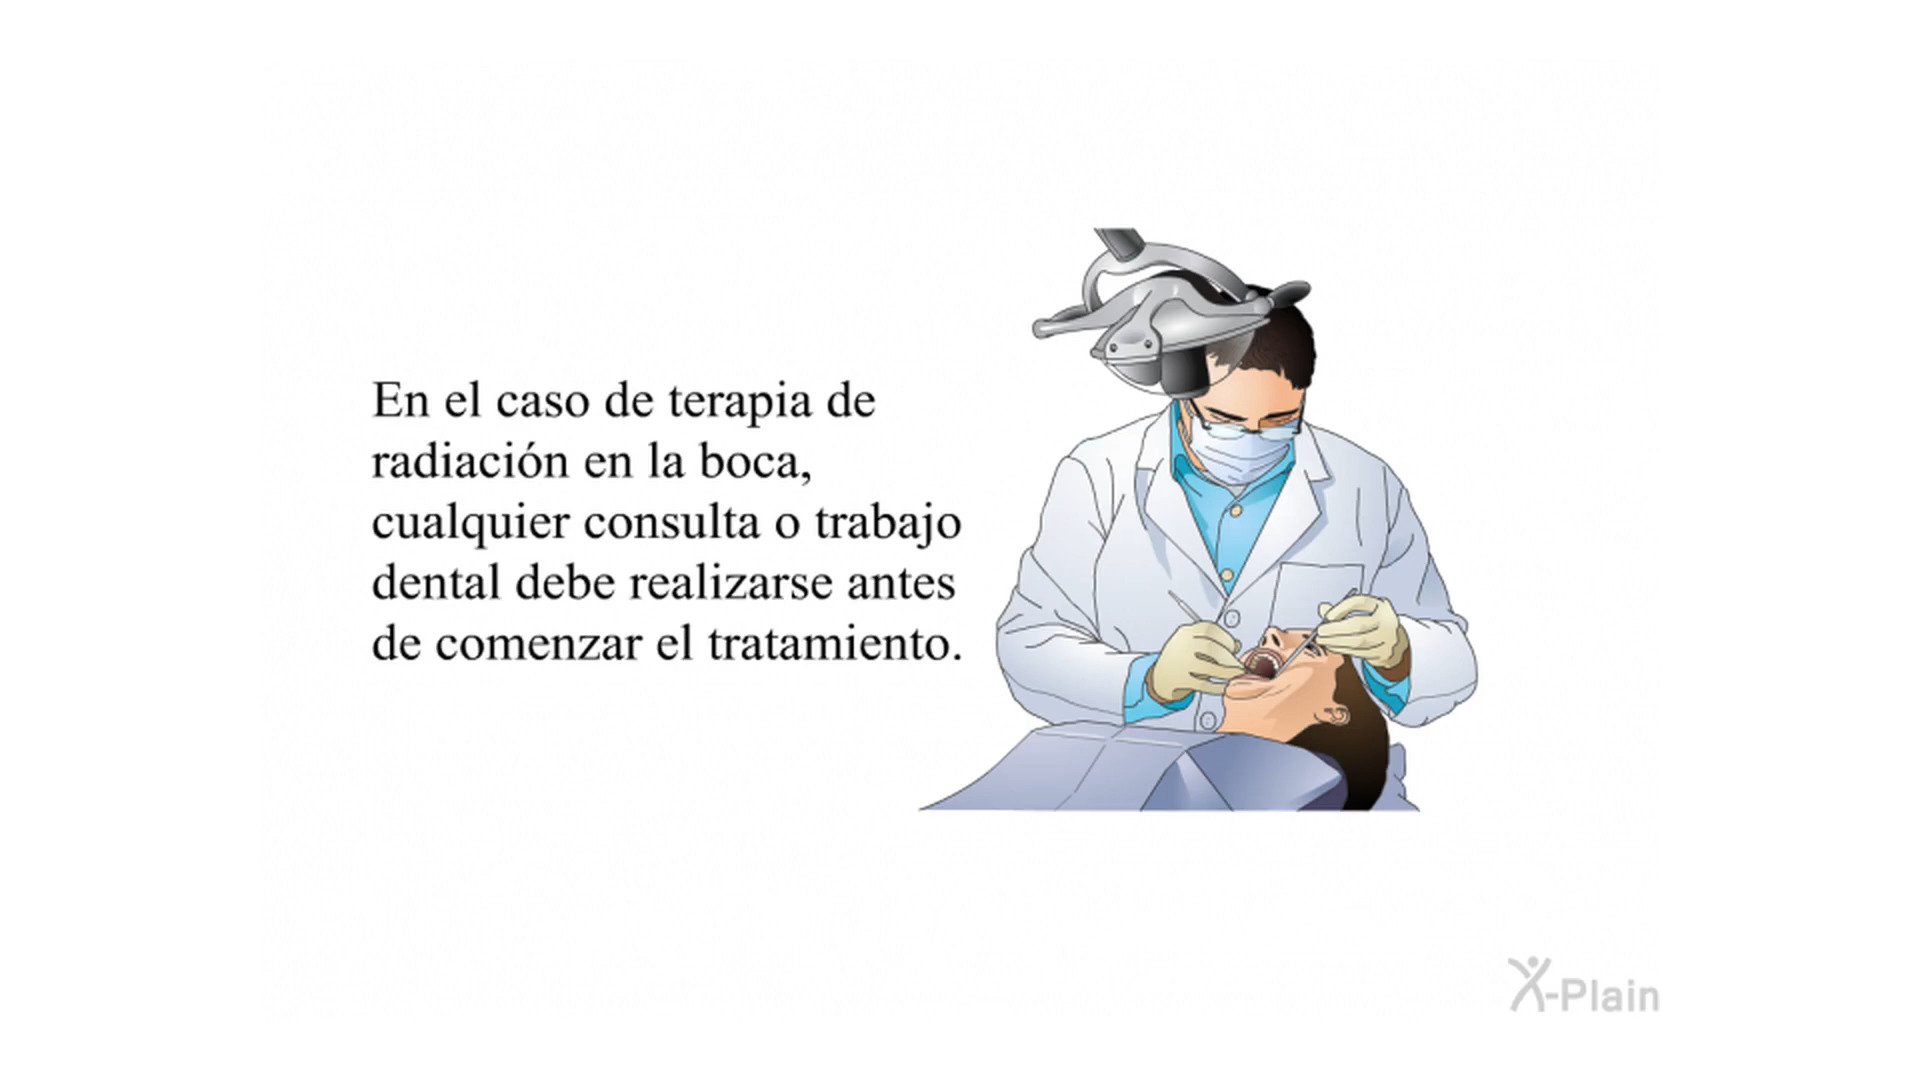 En el caso de terapia de
radiación en la boca,
cualquier consulta o trabajo
dental debe realizarse antes
de comenzar el tratamiento.
X-Plain